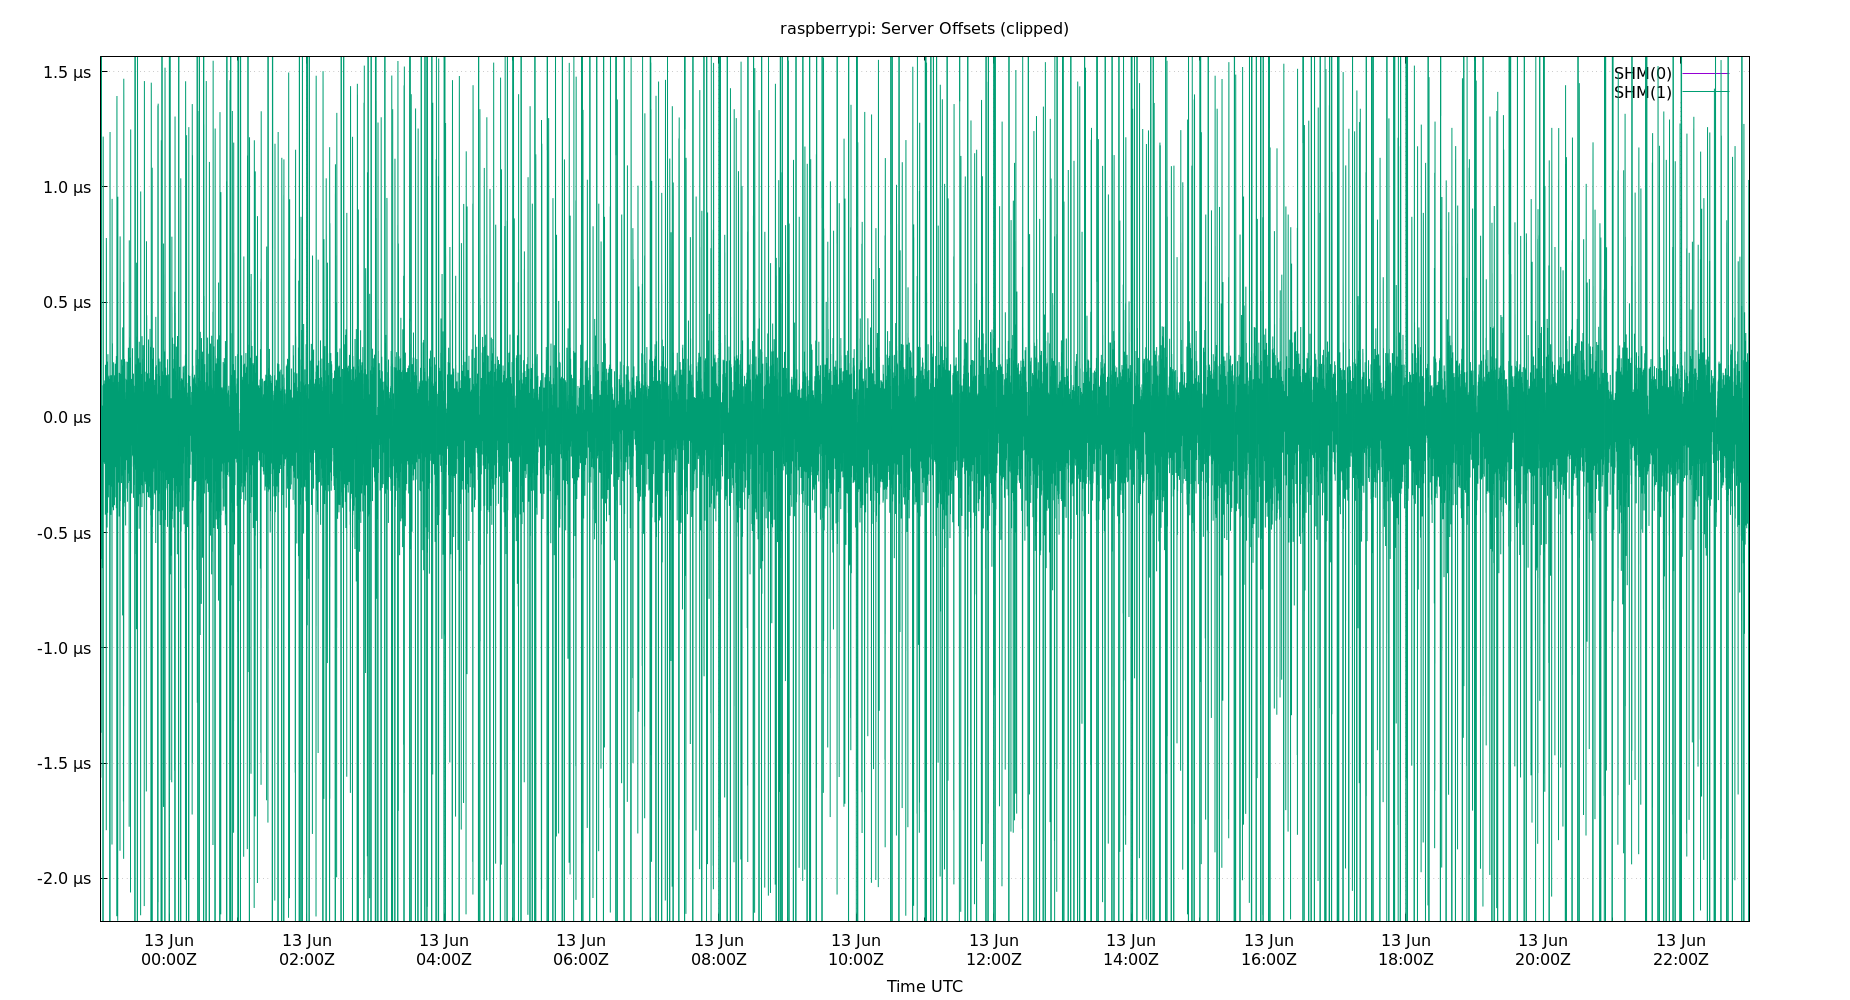 raspberrypi: Server Offsets (clipped)
SHM(0)
SHM(1)
1.5 µs
1.0 µs
0.5 µs
0.0 µs
-0.5 µs
-1.0 µs
-1.5 µs
-2.0 µs
13 Jun 13 Jun 13 Jun 13 Jun 13 Jun 13 Jun 13 Jun 13 Jun 13 Jun 13 Jun 13 Jun 13 Jun
00:00Z 02:00Z 04:00Z 06:00Z 08:00Z 10:00Z 12:00Z 14:00Z 16:00Z 18:00Z 20:00Z 22:00Z
Time UTC